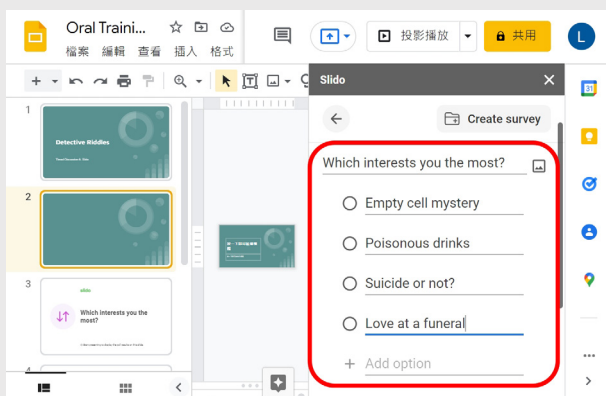 Oral Traini...
檔案 編輯 查看 插入 格式
投影播放
共用
L
Slido
31
Create survey
1
Detective Riddles
2
Which interests you the most?
Empty cell mystery
Poisonous drinks
Suicide or not?
Love at a funeral
+ Add option
3
slido
Which interests you the
most?
4